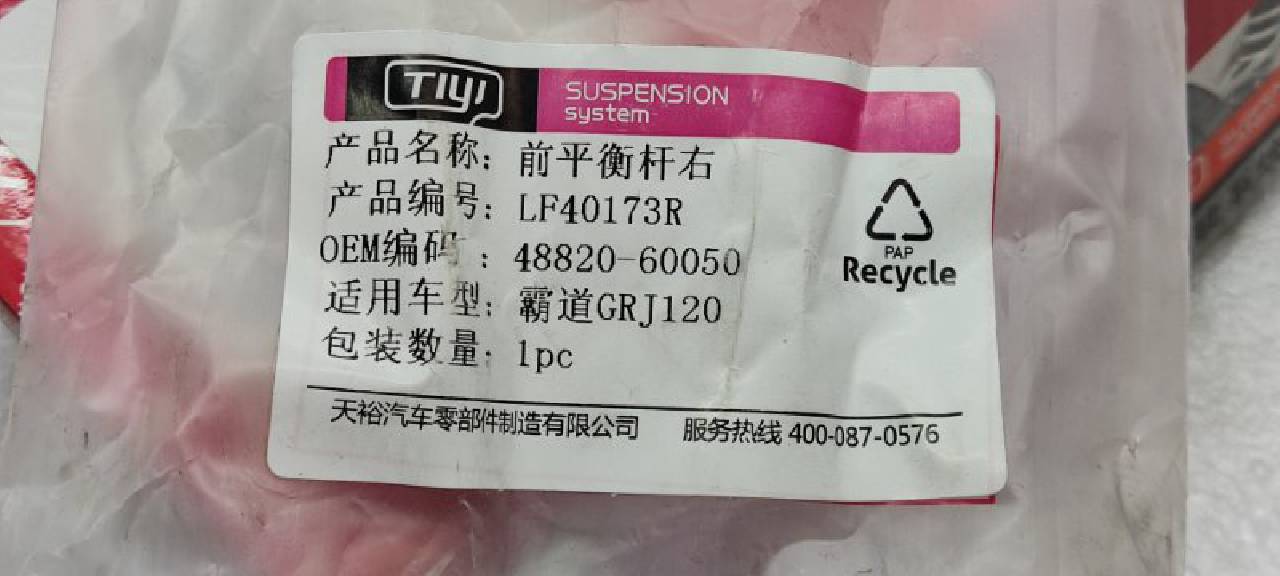 TIYI
SUSPENSION
system
产品名称：前平衡杆右
产品编号：LF40173R
OEM编码：48820-60050
适用车型：霸道GRJ120
包装数量：1pc
PAP
Recycle
天裕汽车零部件制造有限公司 服务热线 400-087-0576